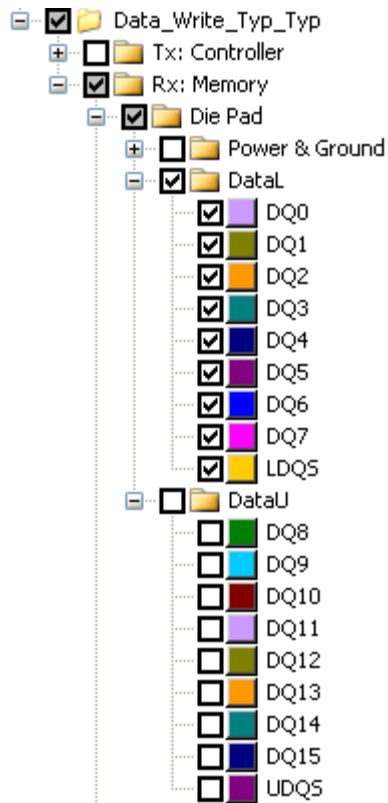 Data_Write_Typ_Typ
Tx: Controller
Rx: Memory
Die Pad
Power & Ground
DataL
DQ0
DQ1
DQ2
DQ3
DQ4
DQ5
DQ6
DQ7
LDQS
DataU
DQ8
DQ9
DQ10
DQ11
DQ12
DQ13
DQ14
DQ15
UDQS